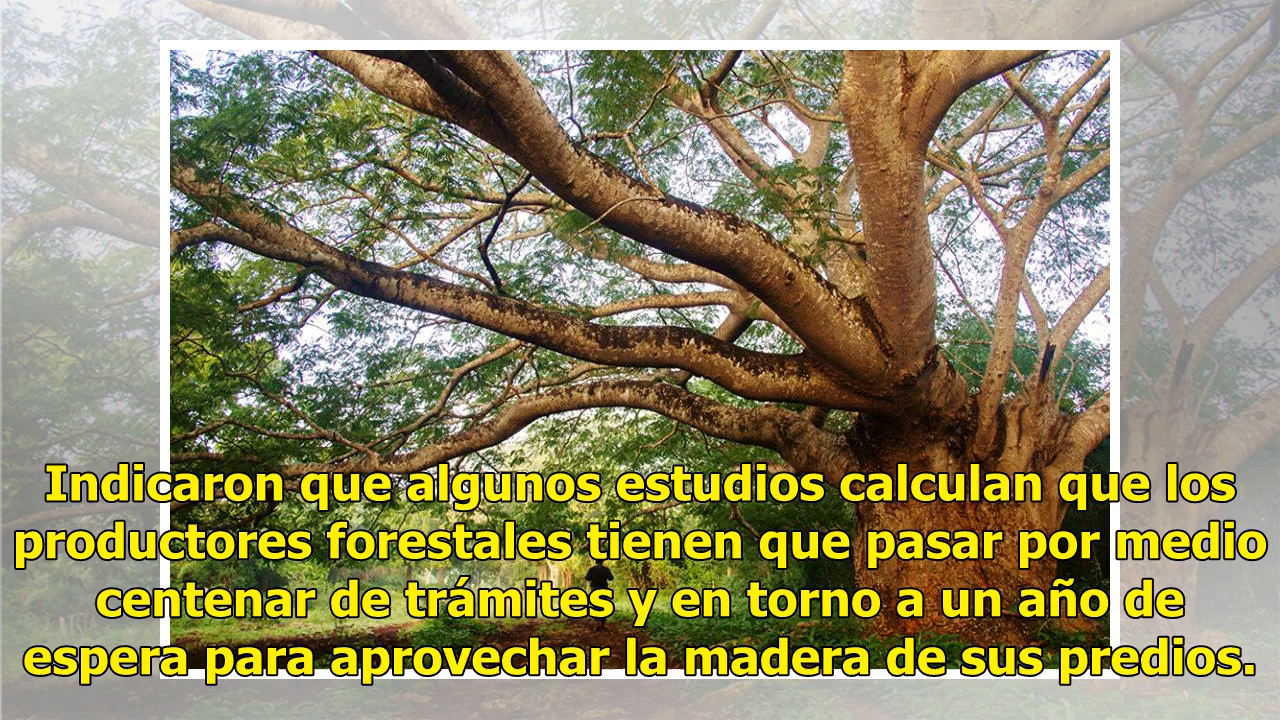 Indicaron que algunos estudios calculan que los
productores forestales tienen que pasar por medio
centenar de trámites y en torno a un año de
espera para aprovechar la madera de sus predios.